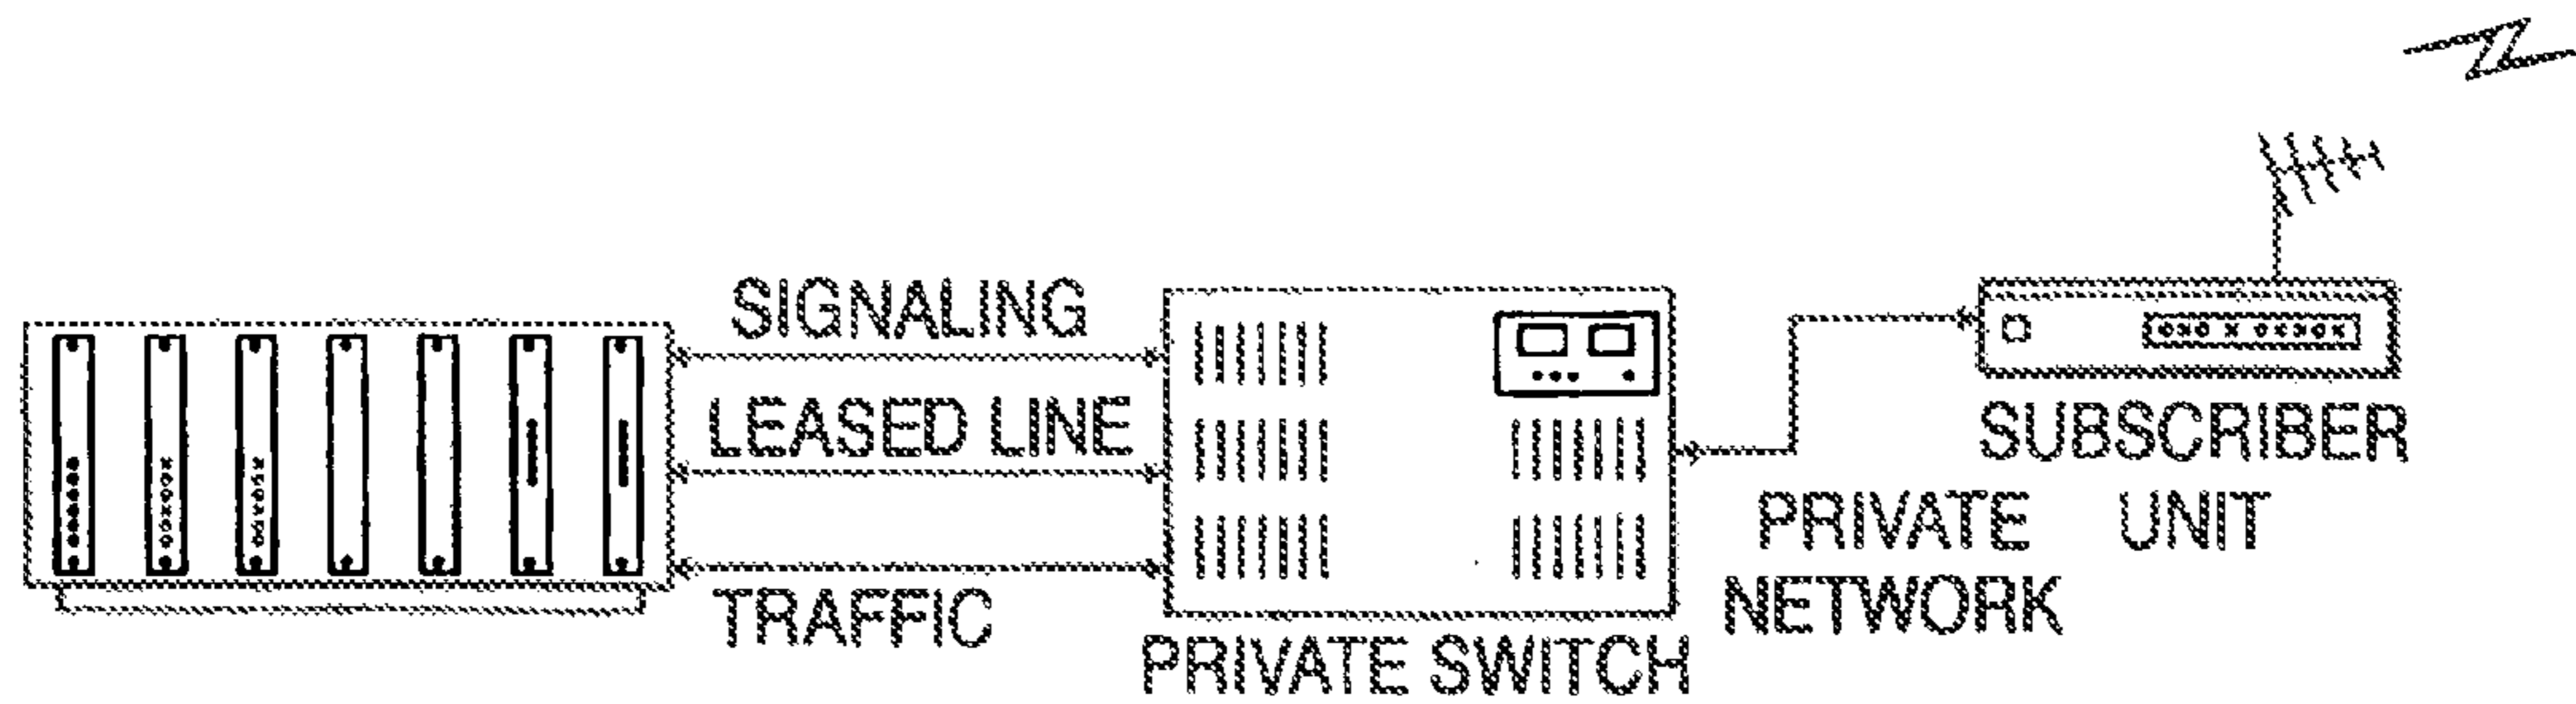 SIGNALING
LEASED LINE
TRAFFIC
PRIVATE SWITCH
PRIVATE
NETWORK
SUBSCRIBER
UNIT